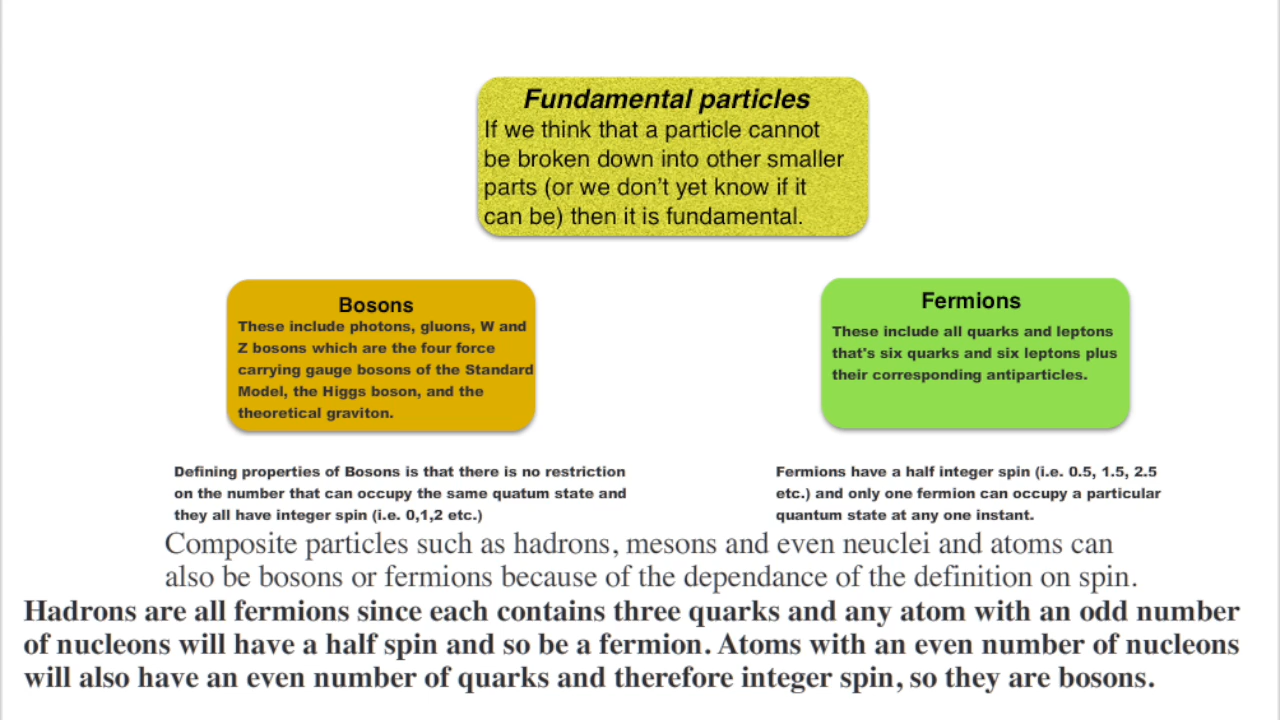 Fundamental particles
If we think that a particle cannot
be broken down into other smaller
parts (or we don't yet know if it
can be) then it is fundamental.
Bosons
These include photons, gluons, W and
Z bosons which are the four force
carrying gauge bosons of the Standard
Model, the Higgs boson, and the
theoretical graviton.
Fermions
These include all quarks and leptons
that's six quarks and six leptons plus
their corresponding antiparticles.
Defining properties of Bosons is that there is no restriction
on the number that can occupy the same quatum state and
they all have integer spin (i.e. 0,1,2 etc.)
Fermions have a half integer spin (i.e. 0.5, 1.5, 2.5
etc.) and only one fermion can occupy a particular
quantum state at any one instant.
Composite particles such as hadrons, mesons and even neuclei and atoms can
also be bosons or fermions because of the dependance of the definition on spin.
Hadrons are all fermions since each contains three quarks and any atom with an odd number
of nucleons will have a half spin and so be a fermion. Atoms with an even number of nucleons
will also have an even number of quarks and therefore integer spin, so they are bosons.